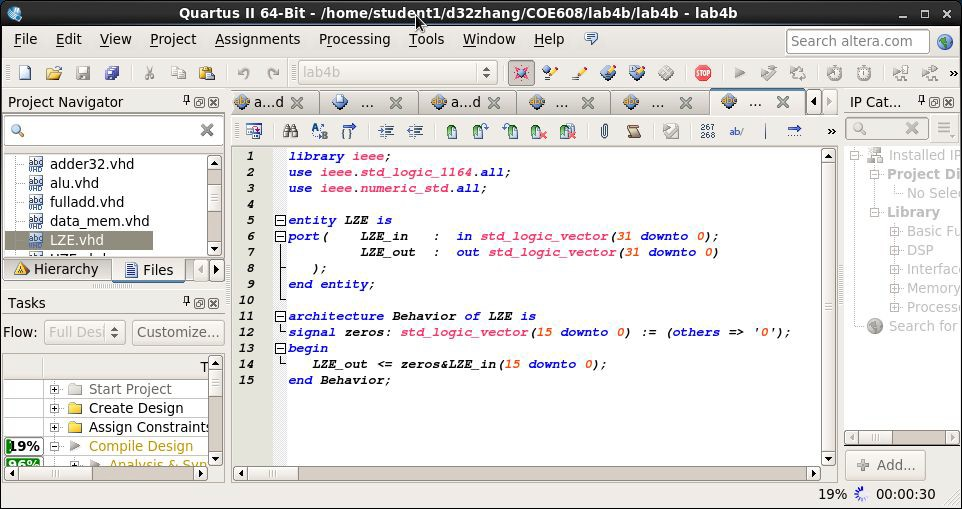 Quartus II 64-Bit - /home/student1/d32zhang/COE608/lab4b/lab4b - lab4b
File Edit View Project Assignments Processing Tools Window Help
Search altera.com
lab4b
STOP
»
Project Navigator
adder32.vhd
alu.vhd
fulladd.vhd
data_mem.vhd
LZE.vhd
Hierarchy Files
Tasks
Flow: Full Desi Customize...
T
Start Project
Create Design
Assign Constraints
19% Compile Design
96% Analysis & Syn
a...d ... a...d ... ... ...
267 268 ab/ »
1 library ieee;
2 use ieee.std_logic_1164.all;
3 use ieee.numeric_std.all;
4
5 entity LZE is
6 port( LZE_in : in std_logic_vector(31 downto 0);
7 LZE_out : out std_logic_vector(31 downto 0)
8 );
9 end entity;
10
11 architecture Behavior of LZE is
12 signal zeros: std_logic_vector(15 downto 0) := (others => '0');
13 begin
14 LZE_out <= zeros&LZE_in(15 downto 0);
15 end Behavior;
IP Cat...
Installed IP
Project Di
No Selec
Library
Basic Fu
DSP
Interfac
Memory
Process
Search for
Add...
19% 00:00:30